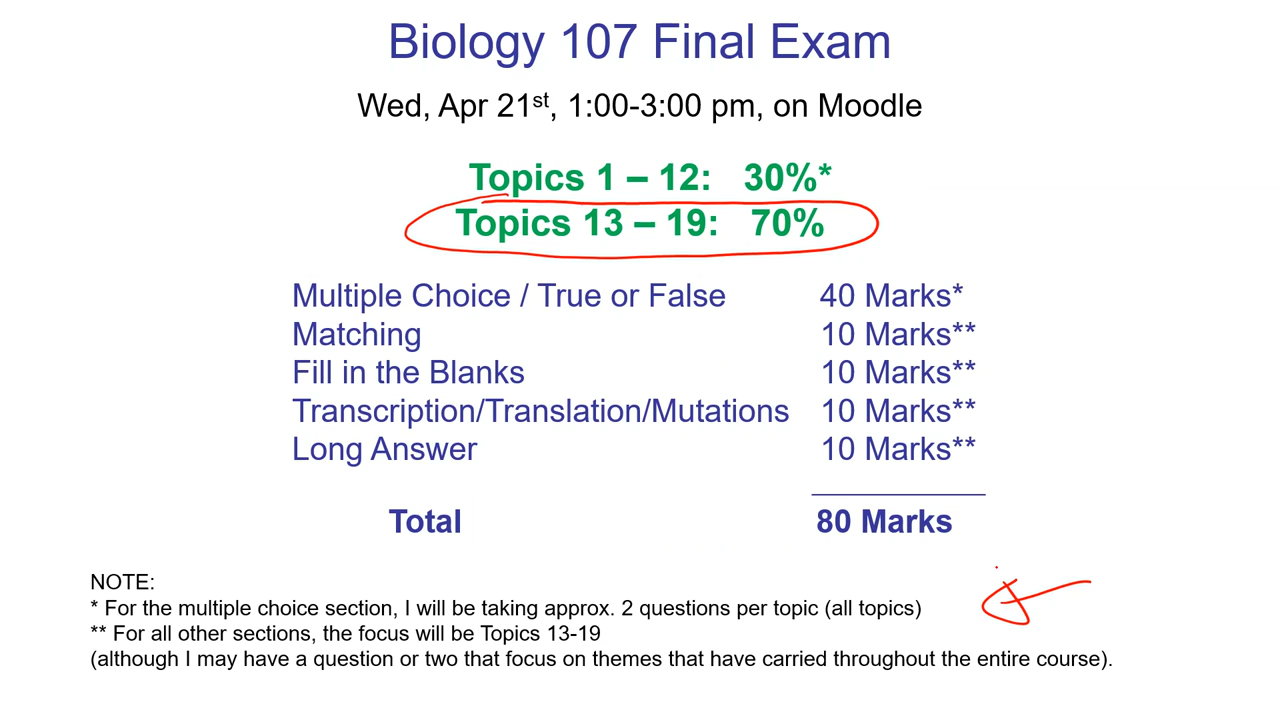 Biology 107 Final Exam
Wed, Apr 21st, 1:00-3:00 pm, on Moodle
Topics 1 – 12: 30%*
Topics 13 – 19: 70%
Multiple Choice / True or False 40 Marks*
Matching 10 Marks**
Fill in the Blanks 10 Marks**
Transcription/Translation/Mutations 10 Marks**
Long Answer 10 Marks**
Total 80 Marks
NOTE:
* For the multiple choice section, I will be taking approx. 2 questions per topic (all topics)
** For all other sections, the focus will be Topics 13-19
(although I may have a question or two that focus on themes that have carried throughout the entire course).